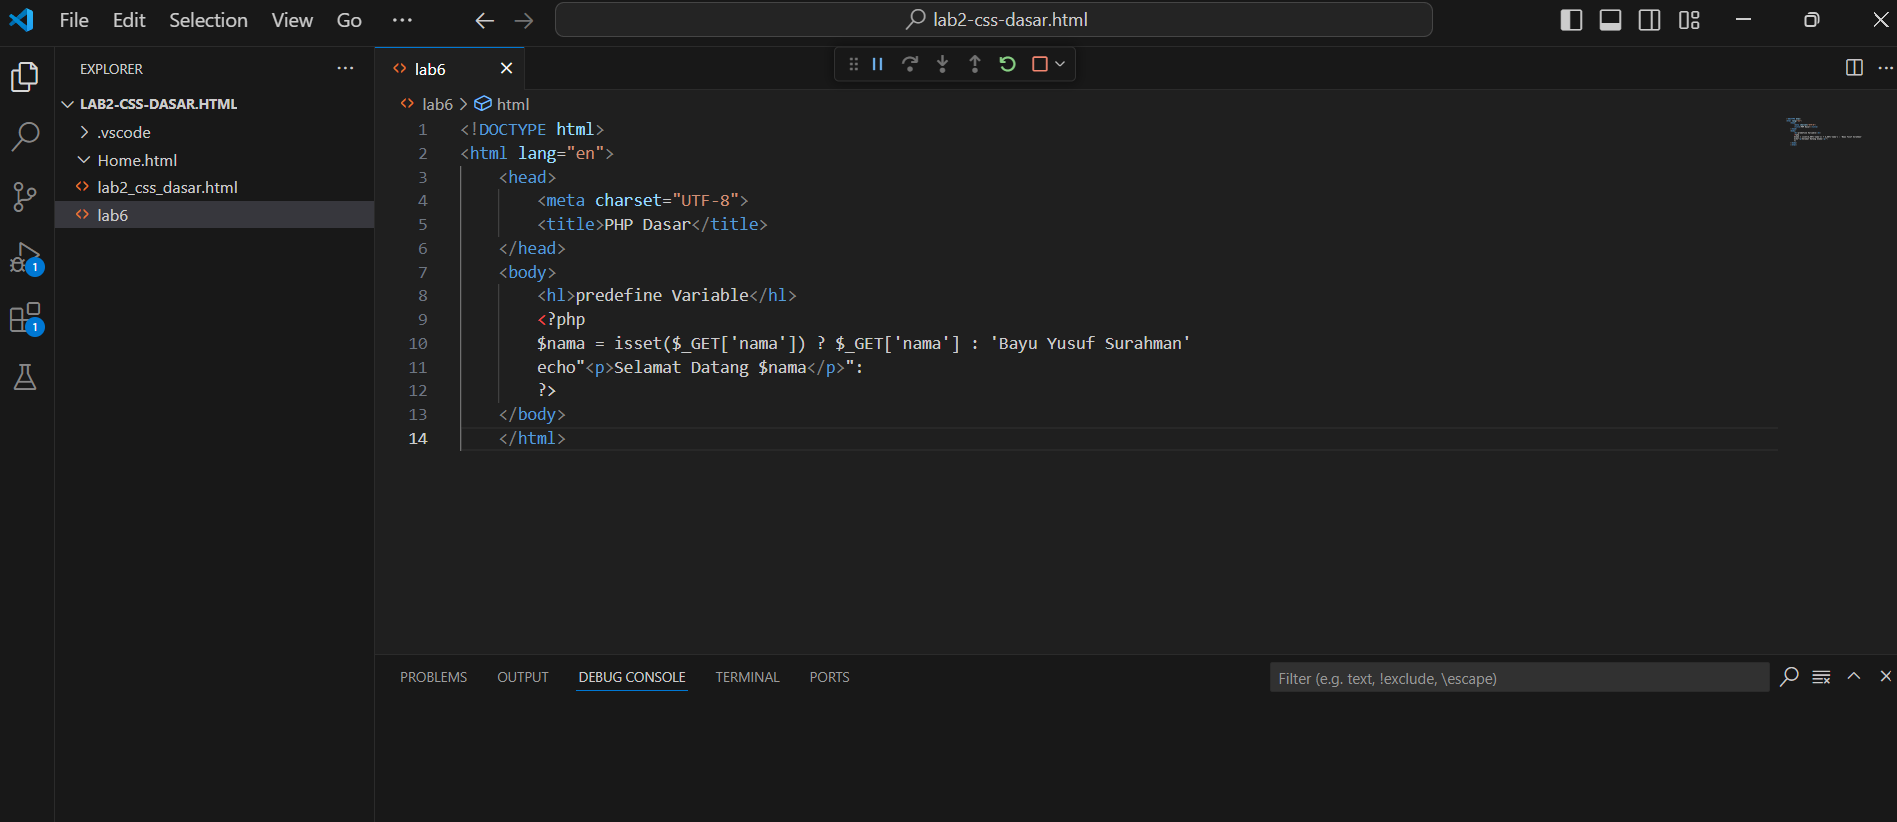 File Edit Selection View Go ··· lab2-css-dasar.html
EXPLORER ···
LAB2-CSS-DASAR.HTML
.vscode
Home.html
lab2_css_dasar.html
lab6
1
1
lab6
lab6 > html
1 <!DOCTYPE html>
2 <html lang="en">
3 <head>
4 <meta charset="UTF-8">
5 <title>PHP Dasar</title>
6 </head>
7 <body>
8 <hl>predefine Variable</hl>
9 <?php
10 $nama = isset($_GET['nama']) ? $_GET['nama'] : 'Bayu Yusuf Surahman'
11 echo"<p>Selamat Datang $nama</p>":
12 ?>
13 </body>
14 </html>
PROBLEMS OUTPUT DEBUG CONSOLE TERMINAL PORTS Filter (e.g. text, !exclude, \escape)